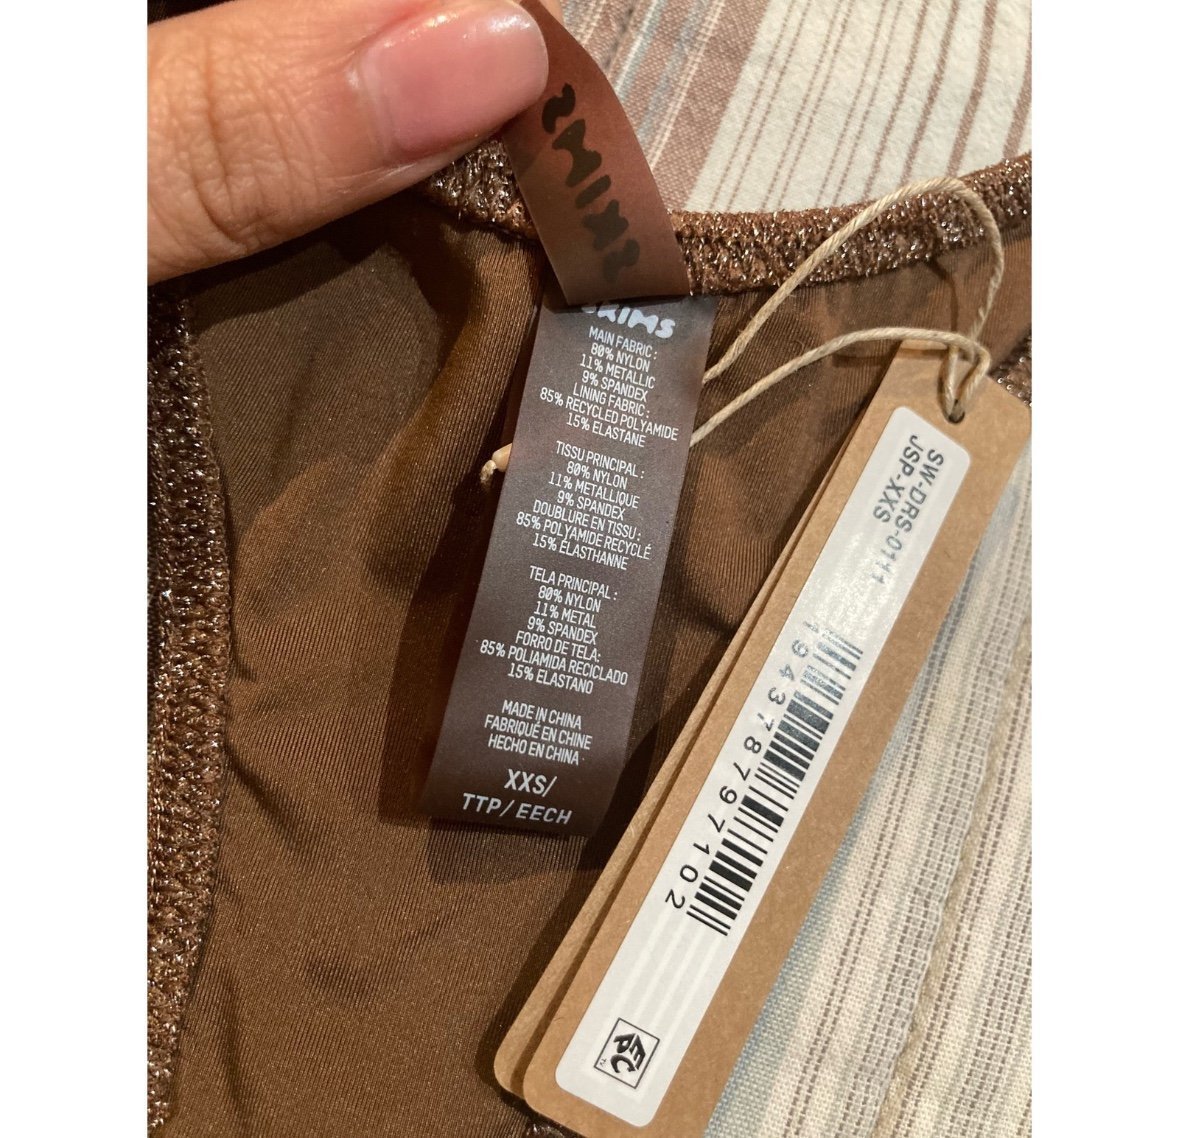 SKIMS
SKIMS
MAIN FABRIC:
80% NYLON
11% METALLIC
9% SPANDEX
LINING FABRIC:
85% RECYCLED POLYAMIDE
15% ELASTANE
TISSU PRINCIPAL:
80% NYLON
11% METALLIQUE
9% SPANDEX
DOUBLURE EN TISSU:
85% POLYAMIDE RECYCLÉ
15% ÉLASTHANNE
TELA PRINCIPAL:
80% NYLON
11% METAL
9% SPANDEX
FORRO DE TELA:
85% POLIAMIDA RECICLADO
15% ELASTANO
MADE IN CHINA
FABRIQUÉ EN CHINE
HECHO EN CHINA
XXS/
TTP/EECH
SW-DRS-0111
JSP-XXS
194378797102